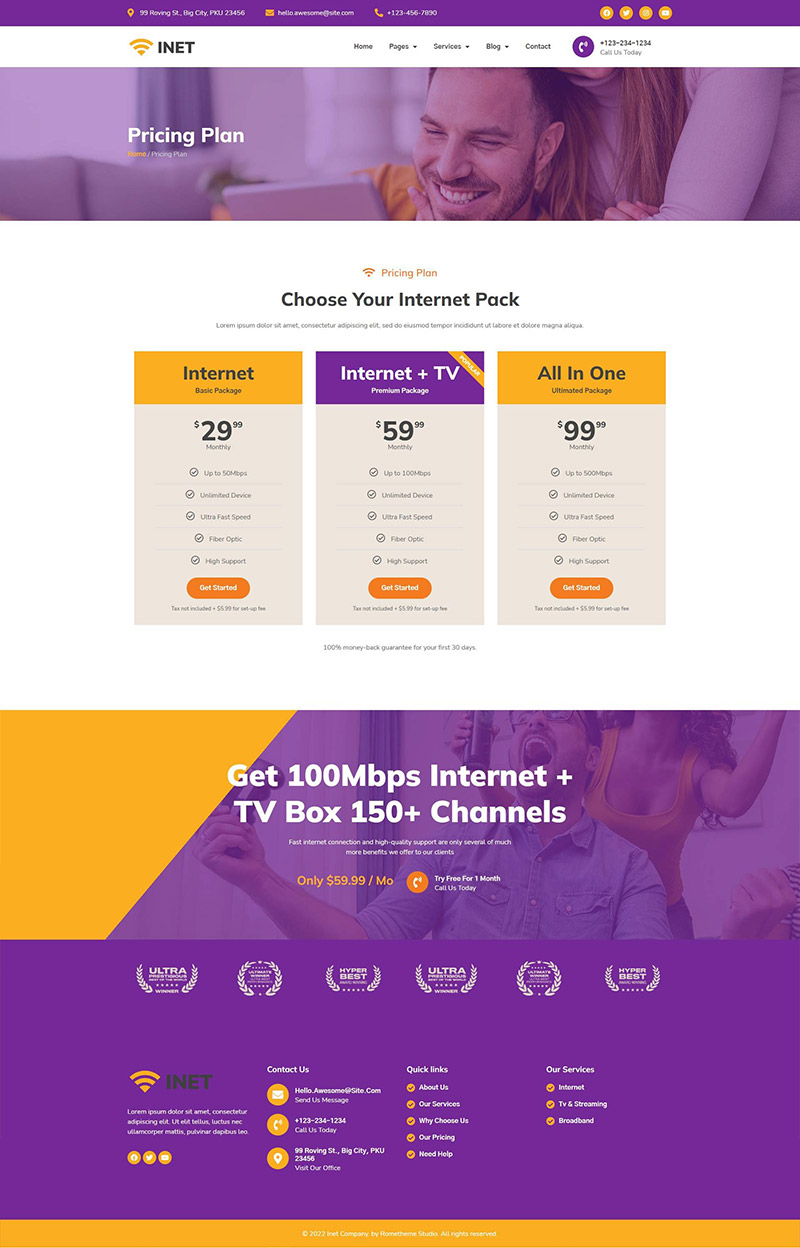 99 Roving St., Big City, PKU 23456
hello.awesome@site.com
+123-456-7890
INET
Home
Pages
Services
Blog
Contact
+123-234-1234
Call Us Today
Pricing Plan
Home / Pricing Plan
Pricing Plan
Choose Your Internet Pack
Lorem ipsum dolor sit amet, consectetur adipiscing elit, sed do eiusmod tempor incididunt ut labore et dolore magna aliqua.
Internet
Basic Package
$29 99
Monthly
Up to 50Mbps
Unlimited Device
Ultra Fast Speed
Fiber Optic
High Support
Get Started
Tax not included + $5.99 for set-up fee
Internet + TV
POPULAR
Premium Package
$59 99
Monthly
Up to 100Mbps
Unlimited Device
Ultra Fast Speed
Fiber Optic
High Support
Get Started
Tax not included + $5.99 for set-up fee
All In One
Ultimated Package
$99 99
Monthly
Up to 500Mbps
Unlimited Device
Ultra Fast Speed
Fiber Optic
High Support
Get Started
Tax not included + $5.99 for set-up fee
100% money-back guarantee for your first 30 days.
Get 100Mbps Internet +
TV Box 150+ Channels
Fast internet connection and high-quality support are only several of much
more benefits we offer to our clients
Only $59.99 / Mo
Try Free For 1 Month
Call Us Today
ULTRA
PRESTIGIOUS
BEST OF THE WORLD
WINNER
ULTIMATE
WINNER
HYPER
BEST
AWARD WINNING
ULTRA
PRESTIGIOUS
BEST OF THE WORLD
WINNER
ULTIMATE
WINNER
HYPER
BEST
AWARD WINNING
INET
Lorem ipsum dolor sit amet, consectetur
adipiscing elit. Ut elit tellus, luctus nec
ullamcorper mattis, pulvinar dapibus leo.
Contact Us
Hello.Awesome@Site.Com
Send Us Message
+123-234-1234
Call Us Today
99 Roving St., Big City, PKU
23456
Visit Our Office
Quick links
About Us
Our Services
Why Choose Us
Our Pricing
Need Help
Our Services
Internet
Tv & Streaming
Broadband
© 2022 Inet Company. by Rometheme Studio. All rights reserved